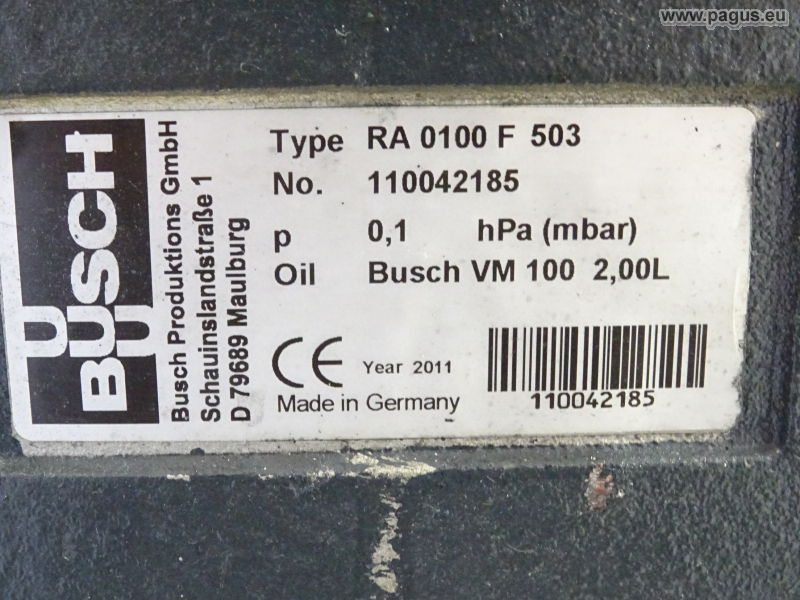 www.pagus.eu
BUSCH
Busch Produktions GmbH
Schauinslandstraße 1
D 79689 Maulburg
Type RA 0100 F 503
No. 110042185
p 0,1 hPa (mbar)
Oil Busch VM 100 2,00L
CE Year 2011
Made in Germany
110042185